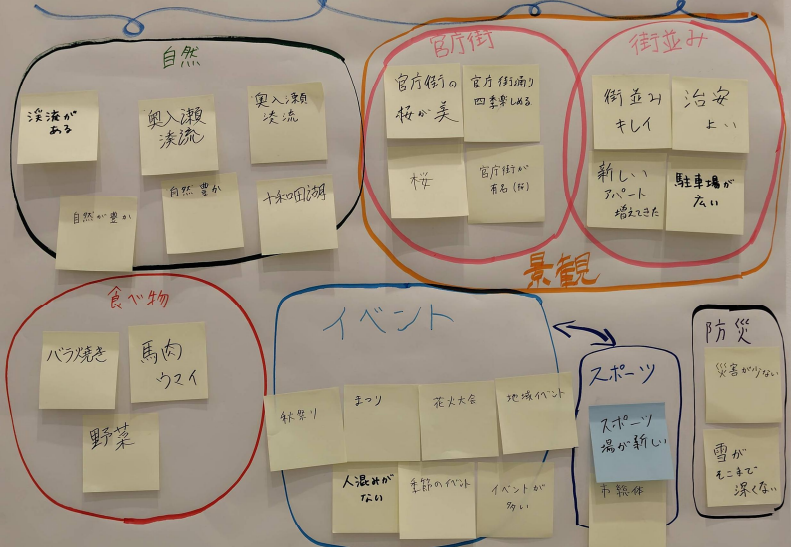 自然
渓流が
ある
奥入瀬
湊流
奥入瀬
湊流
自然が豊か
自然豊か
十和田湖
官庁街
官庁街の
桜が美
官庁街通り
四季楽しめる
桜
官庁街が
有名(桜)
街並み
街並み
キレイ
治安
よい
新しい
アパート
増えてきた
駐車場が
広い
景観
食べ物
バラ焼き
馬肉
ウマイ
野菜
イベント
秋祭り
まつり
花火大会
地域イベント
人混みが
ない
季節のイベント
イベントが
多い
スポーツ
スポーツ
場が新しい
市総体
防災
災害が少ない
雪が
そこまで
深くない